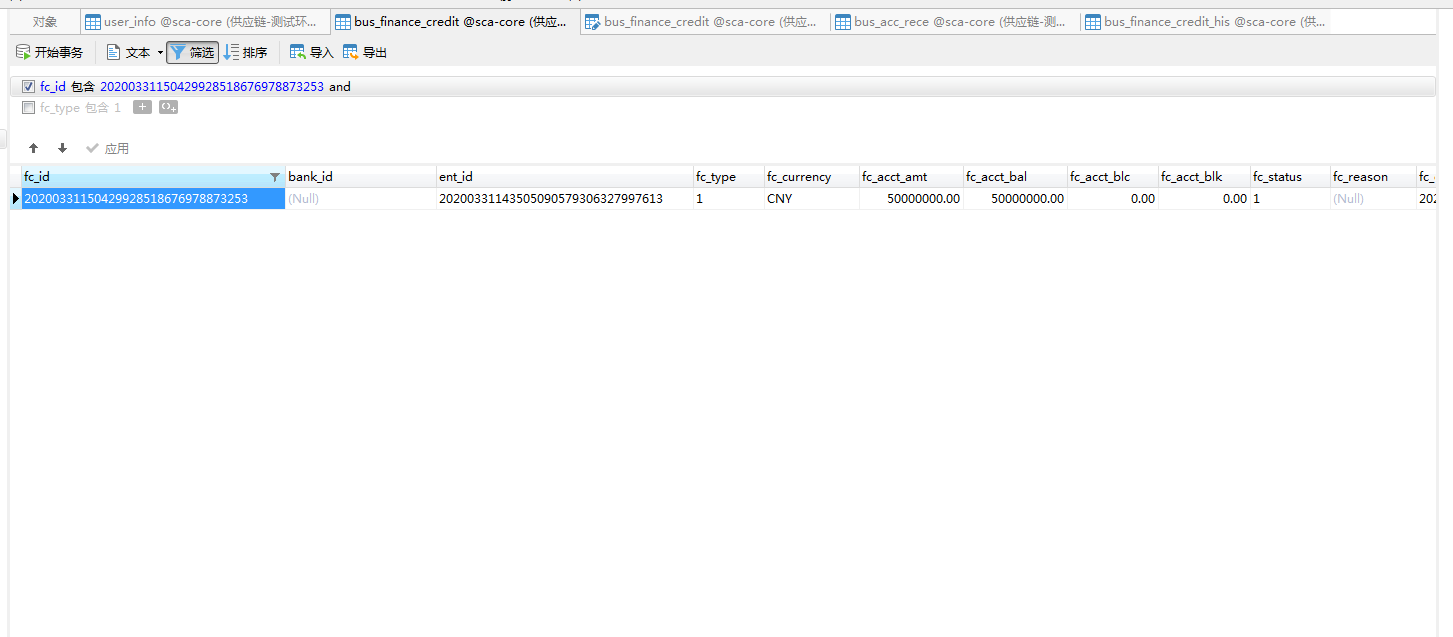 对象 user_info @sca-core (供应链-测试环... bus_finance_credit @sca-core (供应... bus_finance_credit @sca-core (供应... bus_acc_rece @sca-core (供应链-测... bus_finance_credit_his @sca-core (供...
开始事务 文本 筛选 排序 导入 导出
fc_id 包含 20200331150429928518676978873253 and
fc_type 包含 1
应用
fc_id bank_id ent_id fc_type fc_currency fc_acct_amt fc_acct_bal fc_acct_blc fc_acct_blk fc_status fc_reason fc_
20200331150429928518676978873253 (Null) 20200331143505090579306327997613 1 CNY 50000000.00 50000000.00 0.00 0.00 1 (Null) 202